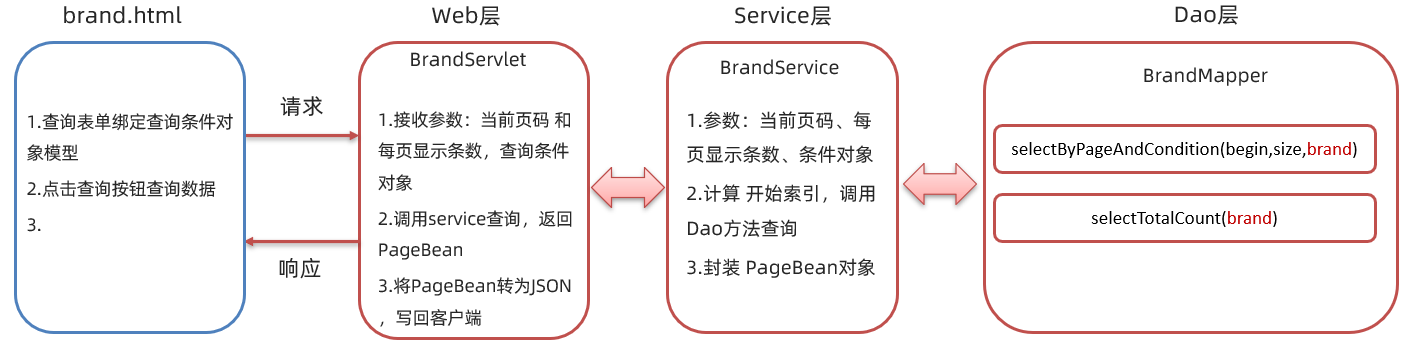 brand.html
1.查询表单绑定查询条件对
象模型
2.点击查询按钮查询数据
3.
请求
响应
Web层
BrandServlet
1.接收参数：当前页码 和
每页显示条数，查询条件
对象
2.调用service查询，返回
PageBean
3.将PageBean转为JSON
，写回客户端
Service层
BrandService
1.参数：当前页码、每
页显示条数、条件对象
2.计算 开始索引，调用
Dao方法查询
3.封装 PageBean对象
Dao层
BrandMapper
selectByPageAndCondition(begin,size,brand)
selectTotalCount(brand)